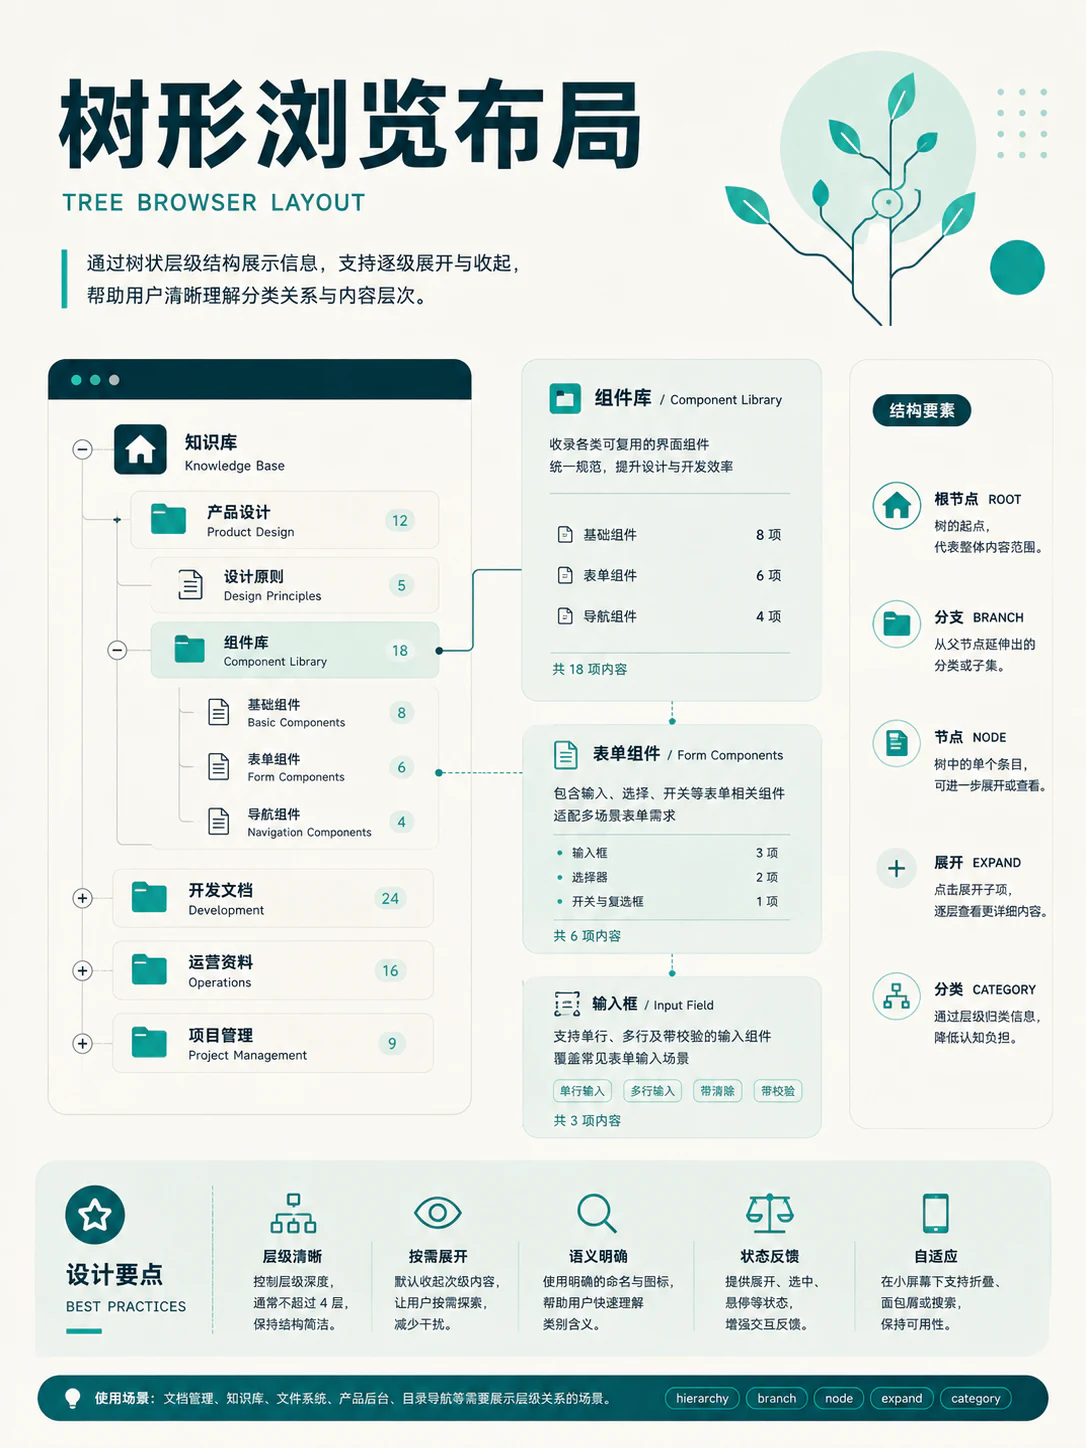 树形浏览布局
TREE BROWSER LAYOUT
通过树状层级结构展示信息，支持逐级展开与收起，
帮助用户清晰理解分类关系与内容层次。
知识库
Knowledge Base
产品设计
Product Design
12
设计原则
Design Principles
5
组件库
Component Library
18
基础组件
Basic Components
8
表单组件
Form Components
6
导航组件
Navigation Components
4
开发文档
Development
24
运营资料
Operations
16
项目管理
Project Management
9
组件库 / Component Library
收录各类可复用的界面组件
统一规范，提升设计与开发效率
基础组件 8 项
表单组件 6 项
导航组件 4 项
共 18 项内容
表单组件 / Form Components
包含输入、选择、开关等表单相关组件
适配多场景表单需求
• 输入框 3 项
• 选择器 2 项
• 开关与复选框 1 项
共 6 项内容
输入框 / Input Field
支持单行、多行及带校验的输入组件
覆盖常见表单输入场景
单行输入 多行输入 带清除 带校验
共 3 项内容
结构要素
根节点 ROOT
树的起点，
代表整体内容范围。
分支 BRANCH
从父节点延伸出的
分类或子集。
节点 NODE
树中的单个条目，
可进一步展开或查看。
展开 EXPAND
点击展开子项，
逐层查看更详细内容。
分类 CATEGORY
通过层级归类信息，
降低认知负担。
设计要点
BEST PRACTICES
层级清晰
控制层级深度，
通常不超过 4 层，
保持结构简洁。
按需展开
默认收起次级内容，
让用户按需探索，
减少干扰。
语义明确
使用明确的命名与图标，
帮助用户快速理解
类别含义。
状态反馈
提供展开、选中、
悬停等状态，
增强交互反馈。
自适应
在小屏幕下支持折叠、
面包屑或搜索，
保持可用性。
使用场景：文档管理、知识库、文件系统、产品后台、目录导航等需要展示层级关系的场景。
hierarchy branch node expand category